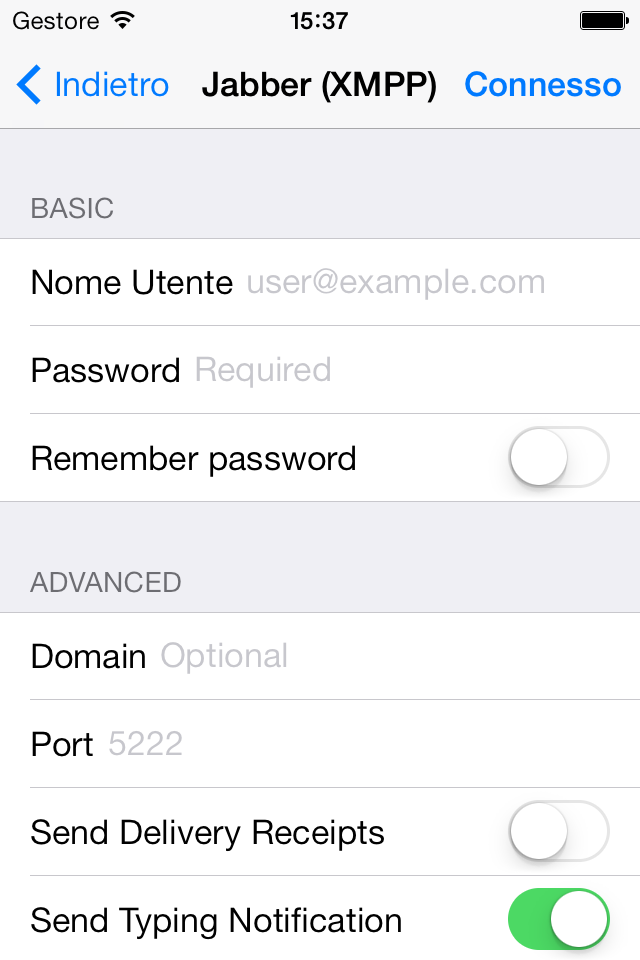 Gestore 15:37
Indietro Jabber (XMPP) Connesso
BASIC
Nome Utente user@example.com
Password Required
Remember password
ADVANCED
Domain Optional
Port 5222
Send Delivery Receipts
Send Typing Notification